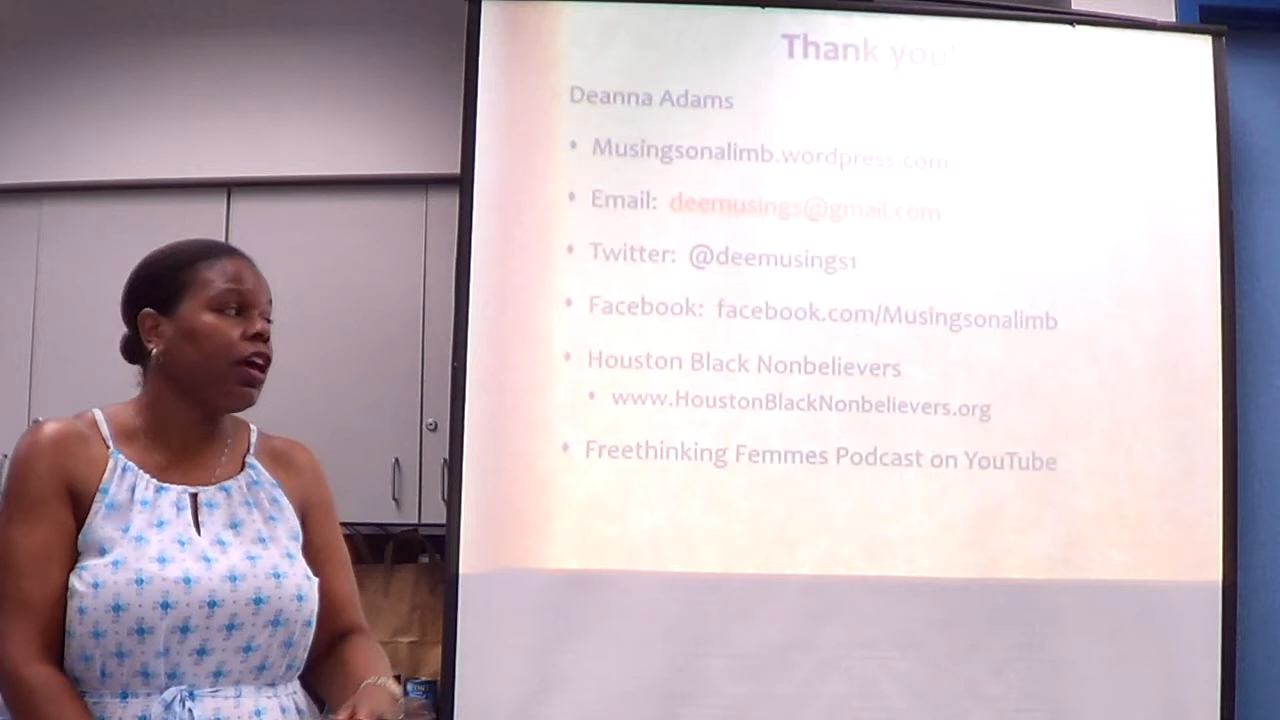 Thank you!
Deanna Adams
• Musingsonalimb.wordpress.com
• Email: deemusings@gmail.com
• Twitter: @deemusings1
• Facebook: facebook.com/Musingsonalimb
• Houston Black Nonbelievers
• www.HoustonBlackNonbelievers.org
• Freethinking Femmes Podcast on YouTube